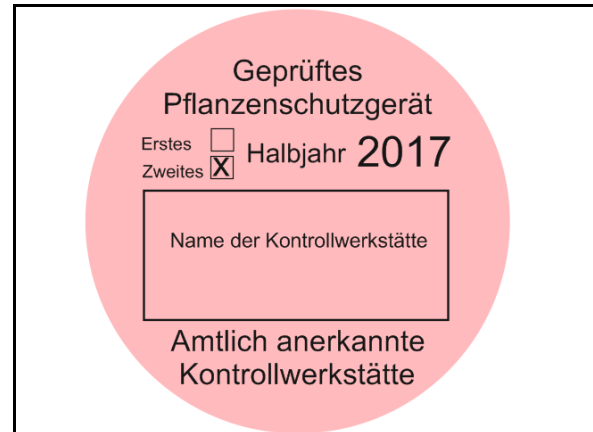 Geprüftes
Pflanzenschutzgerät
Erstes
Zweites X Halbjahr 2017
Name der Kontrollwerkstätte
Amtlich anerkannte
Kontrollwerkstätte